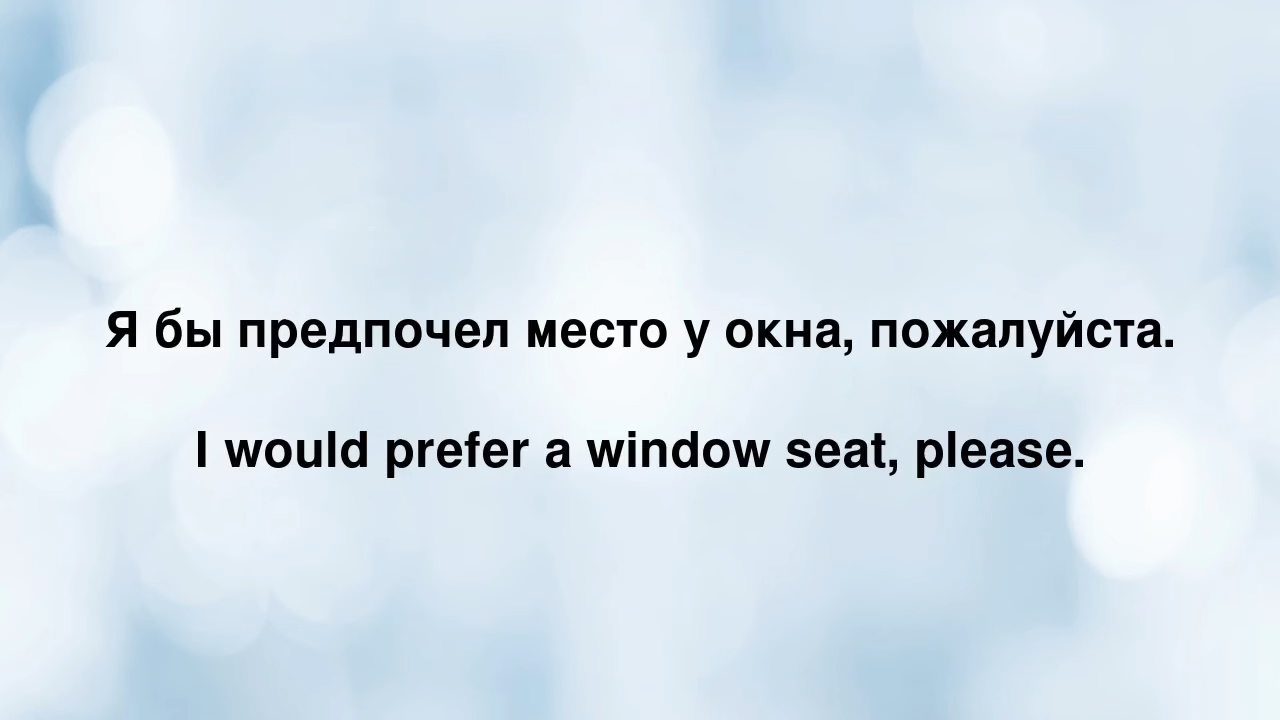 Я бы предпочел место у окна, пожалуйста.
I would prefer a window seat, please.